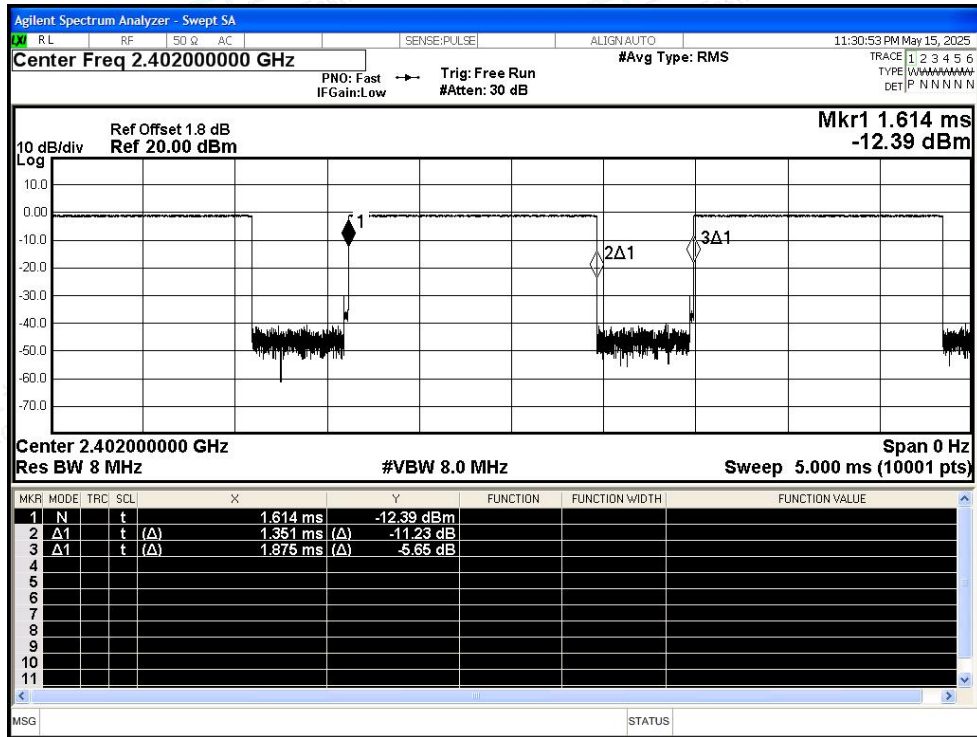 Agilent Spectrum Analyzer - Swept SA
LXI RL RF 50 Ω AC SENSE:PULSE ALIGN AUTO 11:30:53 PM May 15, 2025
Center Freq 2.402000000 GHz #Avg Type: RMS TRACE 1 2 3 4 5 6
PNO: Fast Trig: Free Run TYPE WWWWWW
IFGain:Low #Atten: 30 dB DET P N N N N N
Mkr1 1.614 ms
Ref Offset 1.8 dB
10 dB/div Ref 20.00 dBm -12.39 dBm
Log
10.0
0.00
1
-10.0
2Δ1
3Δ1
-20.0
-30.0
-40.0
-50.0
-60.0
-70.0
Center 2.402000000 GHz Span 0 Hz
Res BW 8 MHz #VBW 8.0 MHz Sweep 5.000 ms (10001 pts)
MKR MODE TRC SCL X Y FUNCTION FUNCTION WIDTH FUNCTION VALUE
1 N t 1.614 ms -12.39 dBm
2 Δ1 t (Δ) 1.351 ms (Δ) -11.23 dB
3 Δ1 t (Δ) 1.875 ms (Δ) -5.65 dB
4
5
6
7
8
9
10
11
MSG STATUS